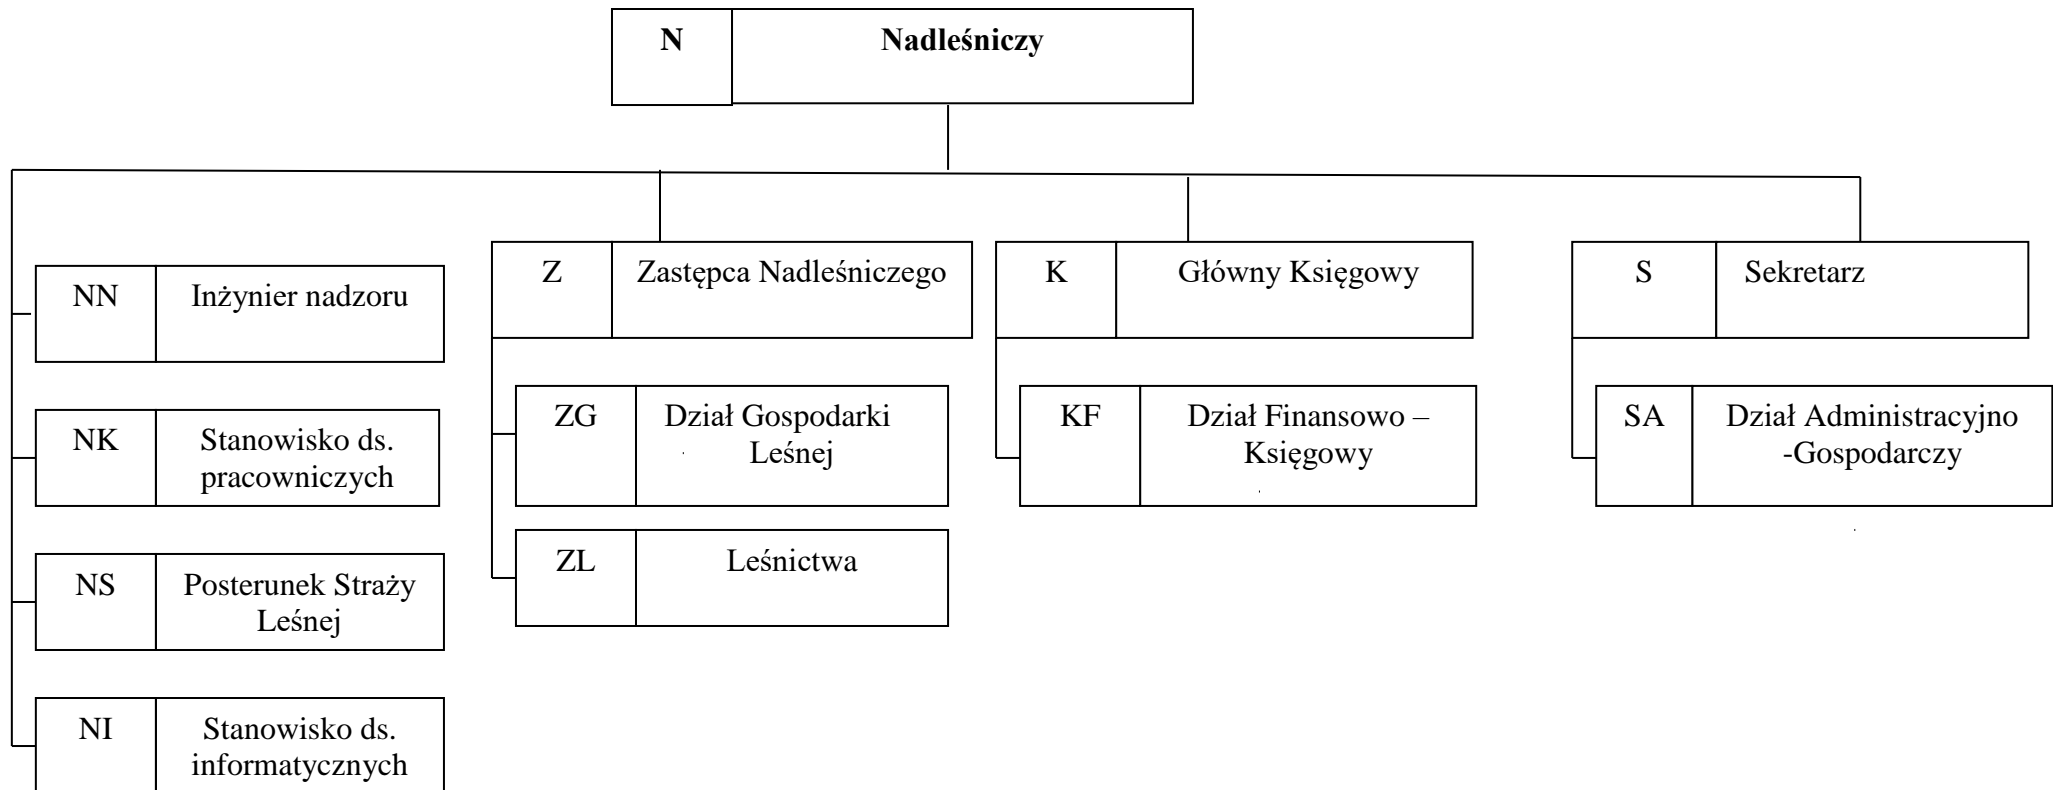 N
Nadleśniczy
NN
Inżynier nadzoru
NK
Stanowisko ds.
pracowniczych
NS
Posterunek Straży
Leśnej
NI
Stanowisko ds.
informatycznych
Z
Zastępca Nadleśniczego
ZG
Dział Gospodarki
Leśnej
ZL
Leśnictwa
K
Główny Księgowy
KF
Dział Finansowo –
Księgowy
S
Sekretarz
SA
Dział Administracyjno
-Gospodarczy